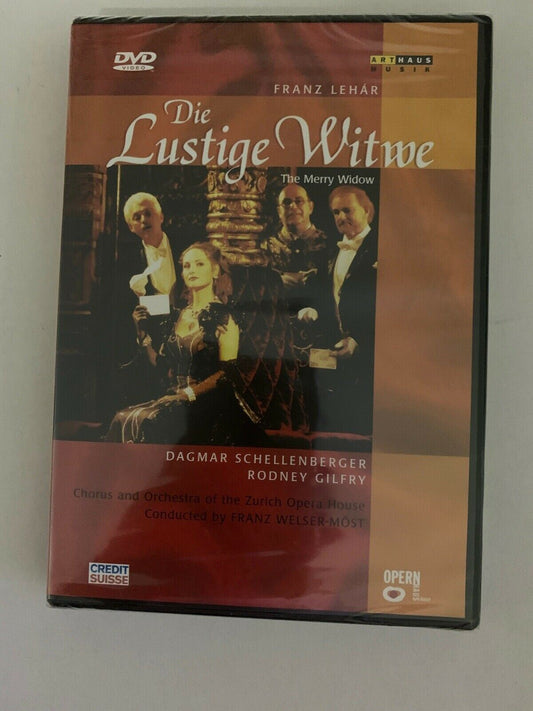 DVD
VIDEO
ARTHAUS
MUSIK
FRANZ LEHÁR
Die
Lustige Witwe
The Merry Widow
DAGMAR SCHELLENBERGER
RODNEY GILFRY
Chorus and Orchestra of the Zurich Opera House
Conducted by FRANZ WELSER-MÖST
CREDIT
SUISSE
OPERN
HAUS